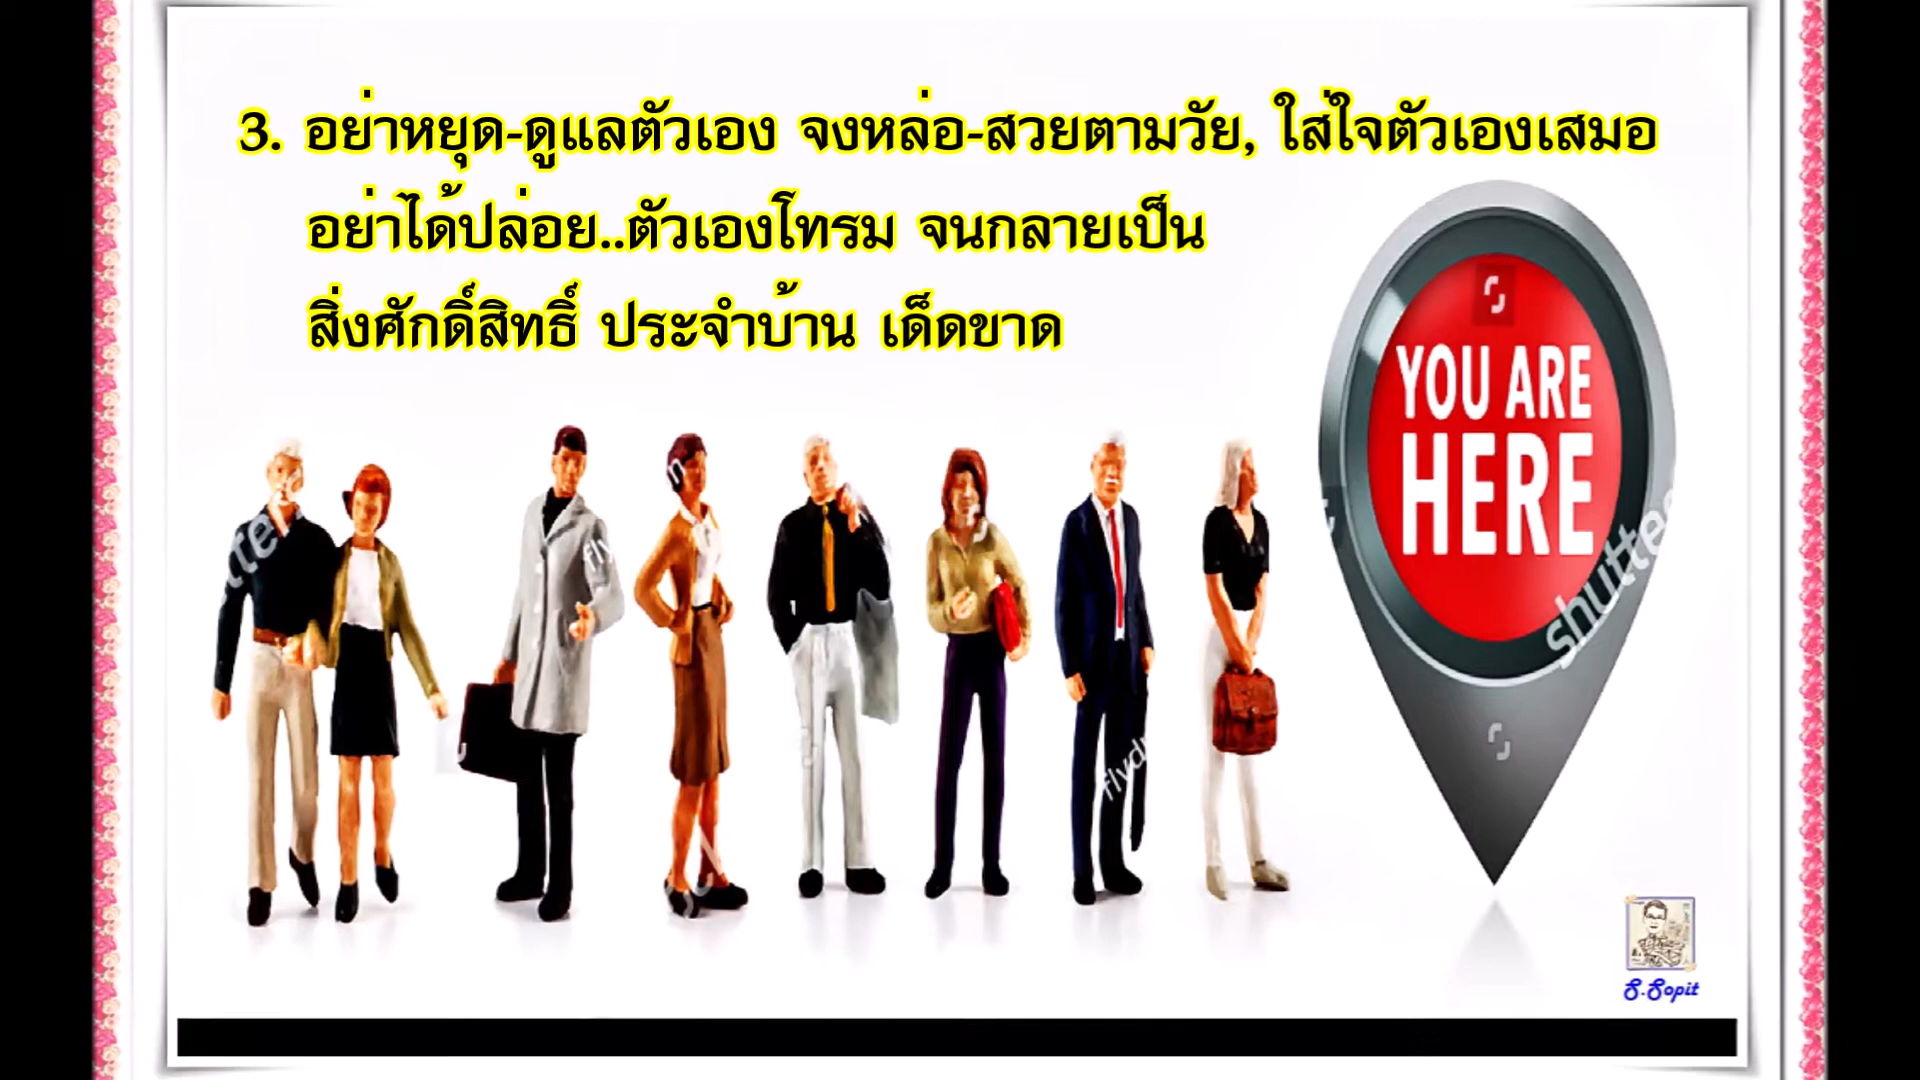 3. อย่าหยุด-ดูแลตัวเอง จงหล่อ-สวยตามวัย, ใส่ใจตัวเองเสมอ
อย่าได้ปล่อย..ตัวเองโทรม จนกลายเป็น
สิ่งศักดิ์สิทธิ์ ประจำบ้าน เด็ดขาด
YOU ARE
HERE
shutte
flyd
S.Sopit